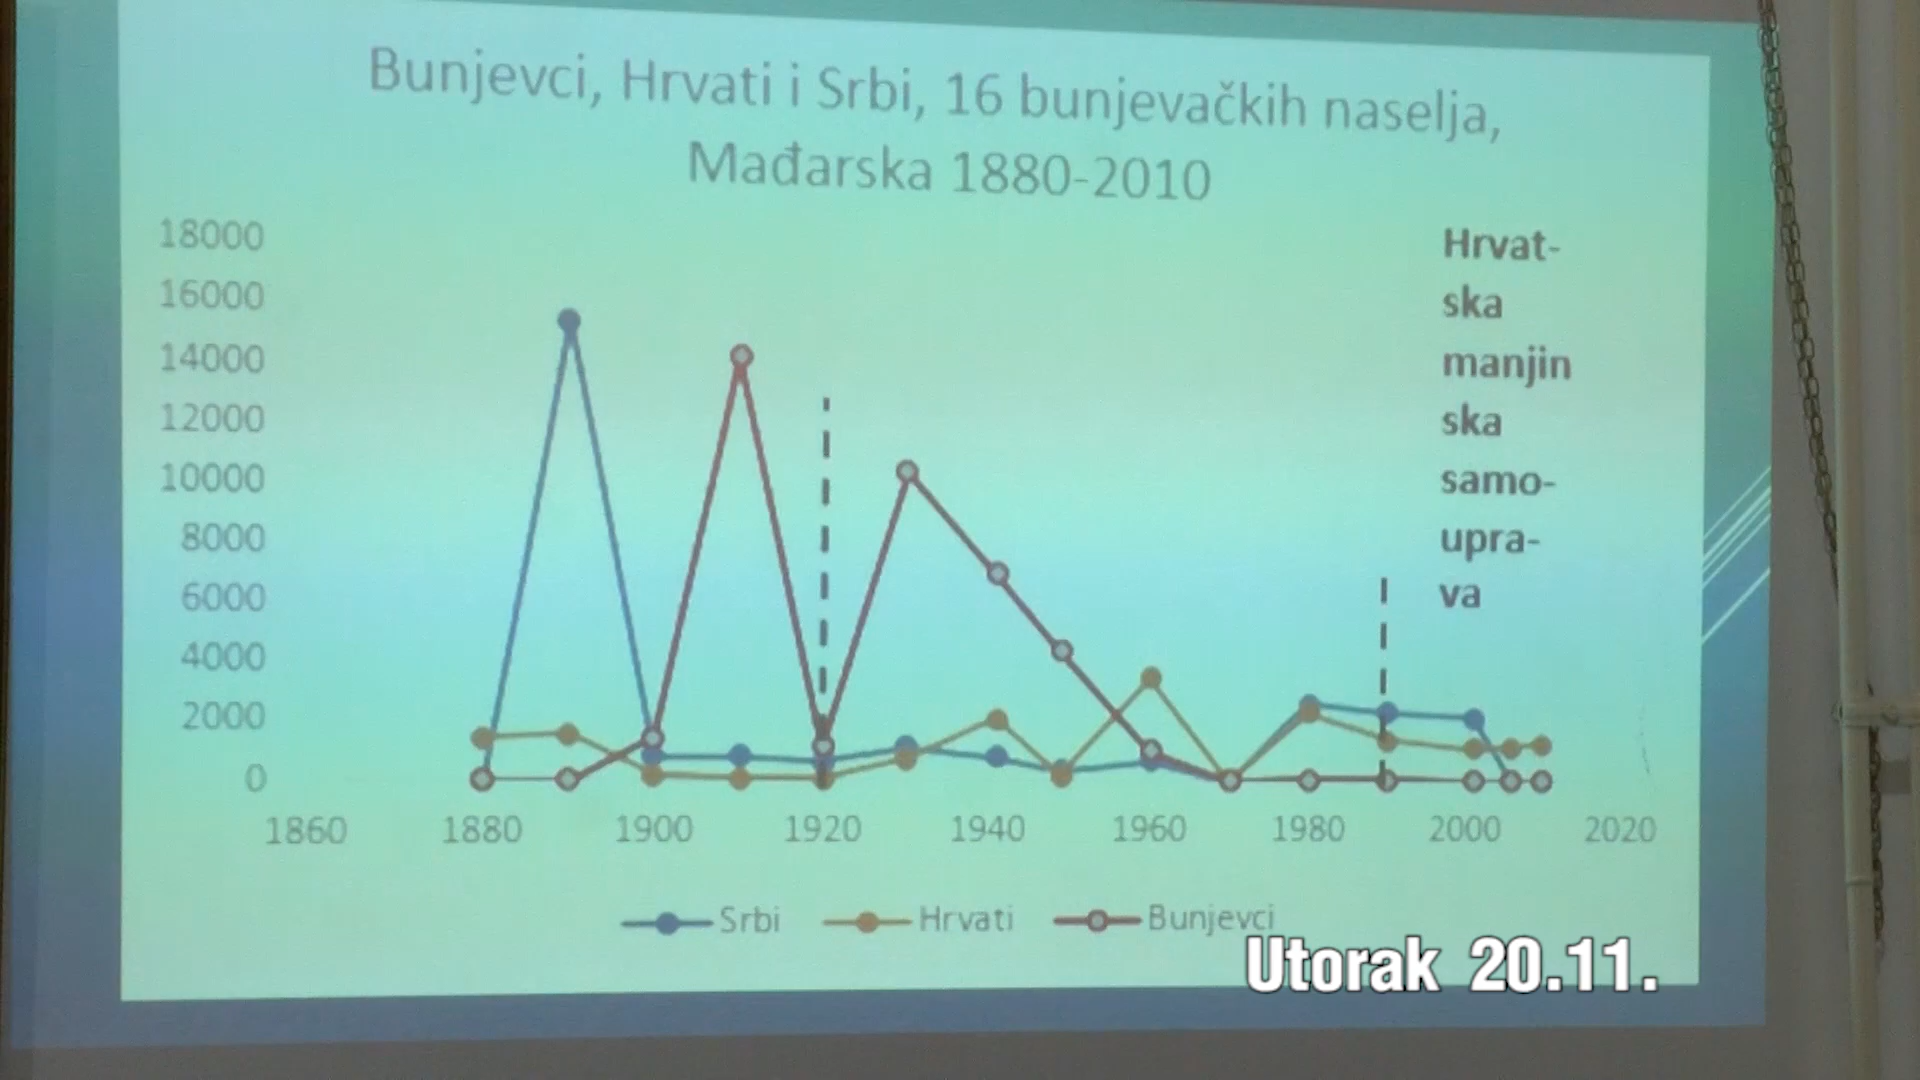 Bunjevci, Hrvati i Srbi, 16 bunjevačkih naselja,
Mađarska 1880-2010
18000
16000
14000
12000
10000
8000
6000
4000
2000
0
Hrvat-
ska
manjin
ska
samo-
upra-
va
1860 1880 1900 1920 1940 1960 1980 2000 2020
Srbi Hrvati Bunjevci
Utorak 20.11.